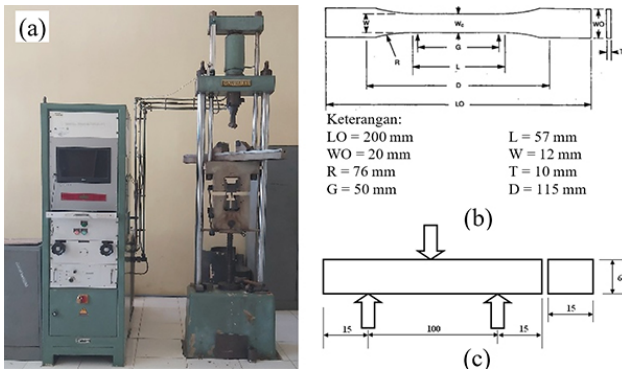 (a)
(b)
W
Wc
WO
T
G
R
L
D
LO
Keterangan:
LO = 200 mm
WO = 20 mm
R = 76 mm
G = 50 mm
L = 57 mm
W = 12 mm
T = 10 mm
D = 115 mm
(b)
6
15
15
100
15
(c)